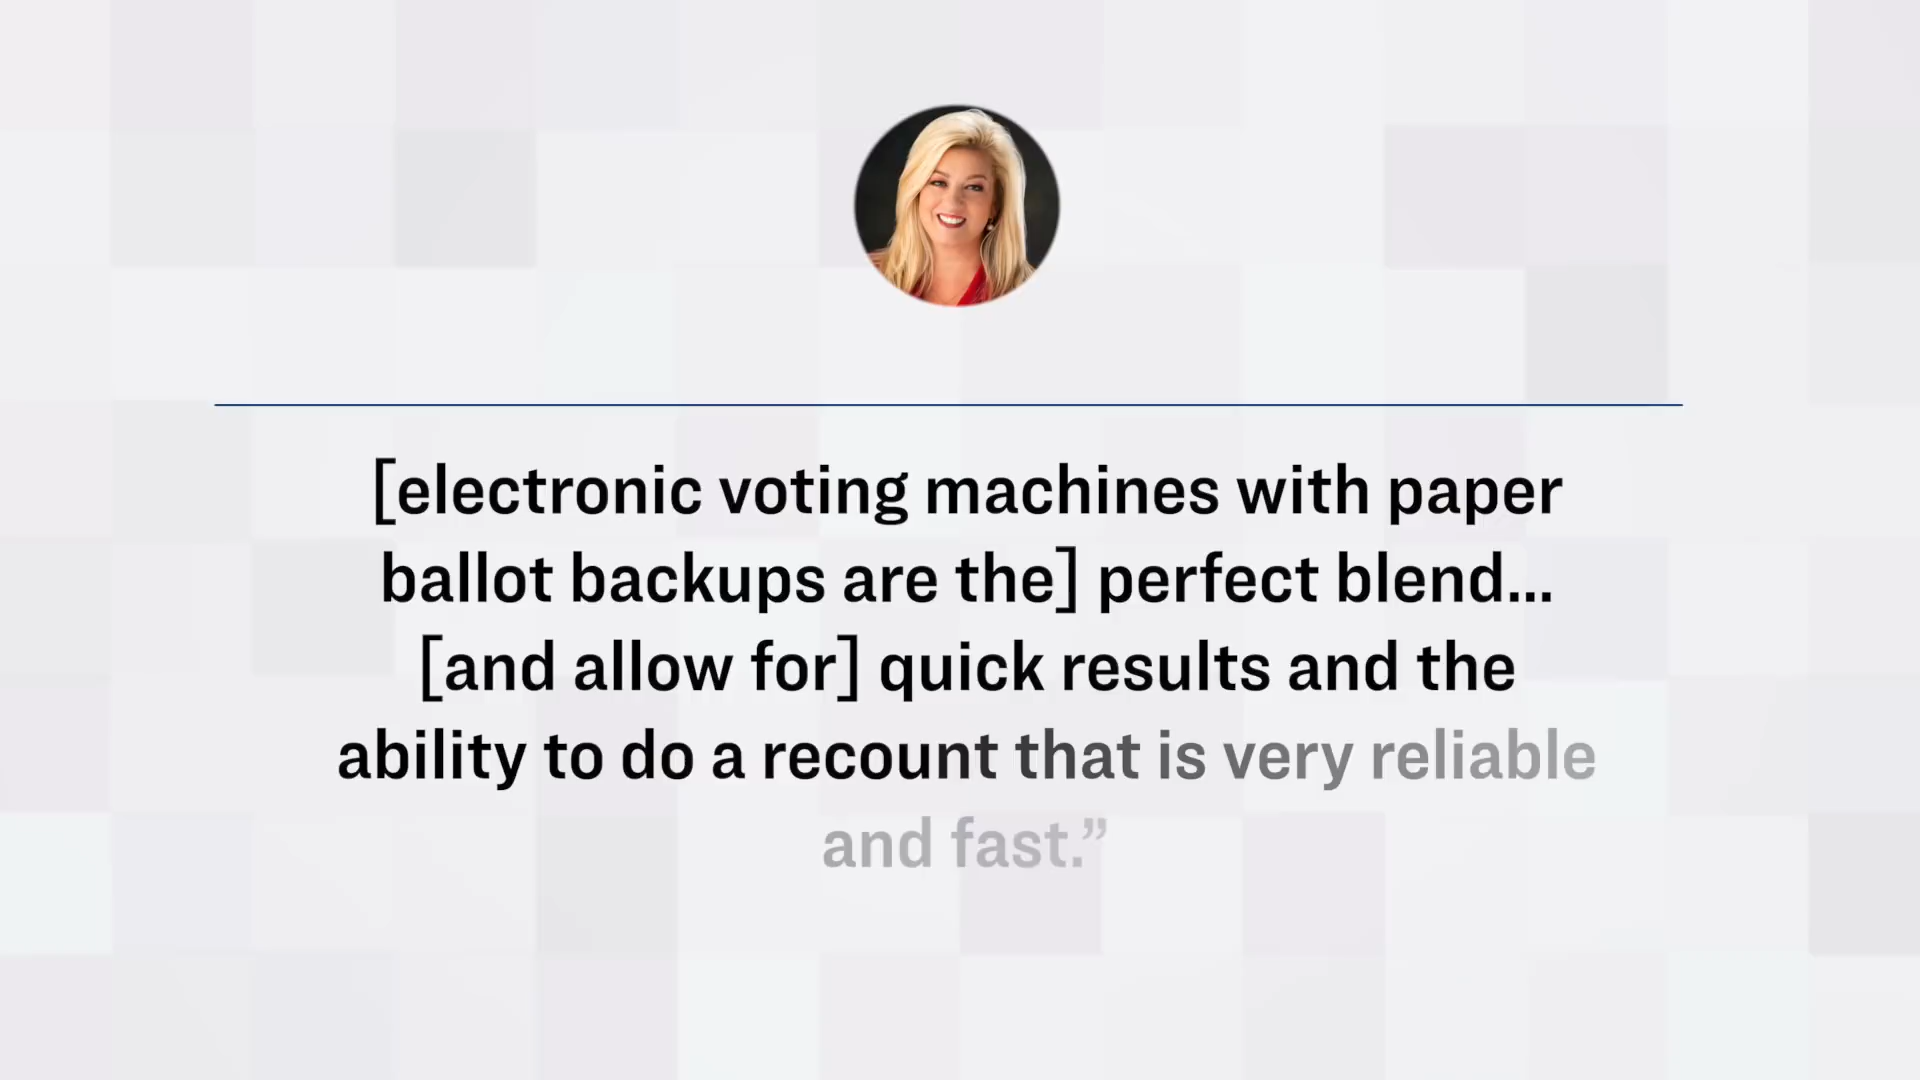 [electronic voting machines with paper
ballot backups are the] perfect blend...
[and allow for] quick results and the
ability to do a recount that is very reliable
and fast.”